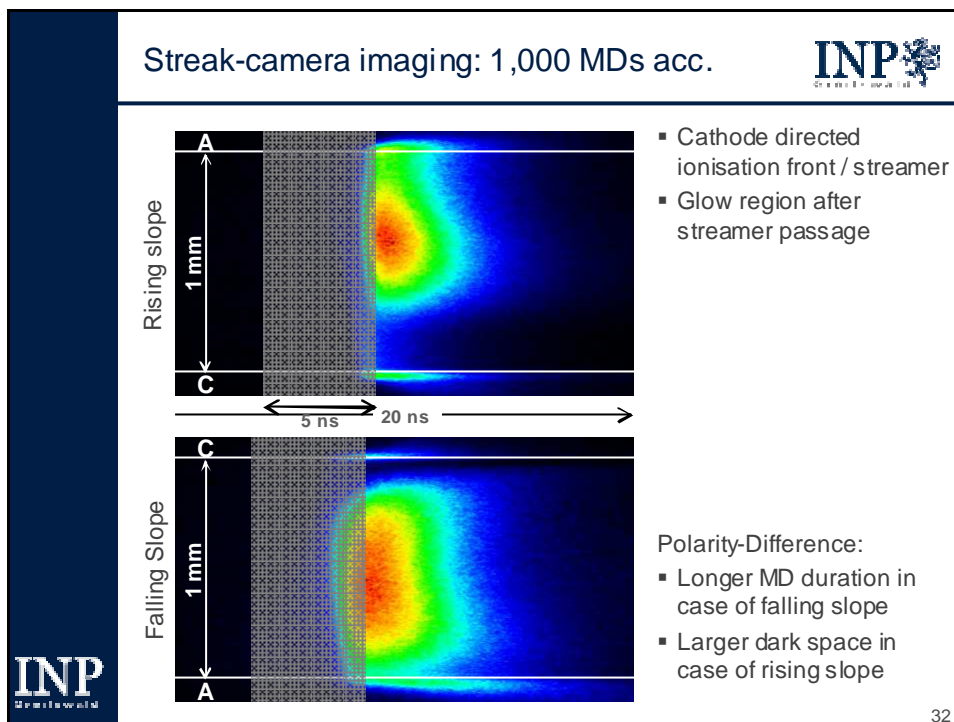 Streak-camera imaging: 1,000 MDs acc.
INP
Greifswald
A
Rising slope
1 mm
C
5 ns
20 ns
▪ Cathode directed
ionisation front / streamer
▪ Glow region after
streamer passage
C
Falling Slope
1 mm
A
Polarity-Difference:
▪ Longer MD duration in
case of falling slope
▪ Larger dark space in
case of rising slope
INP
Greifswald
32